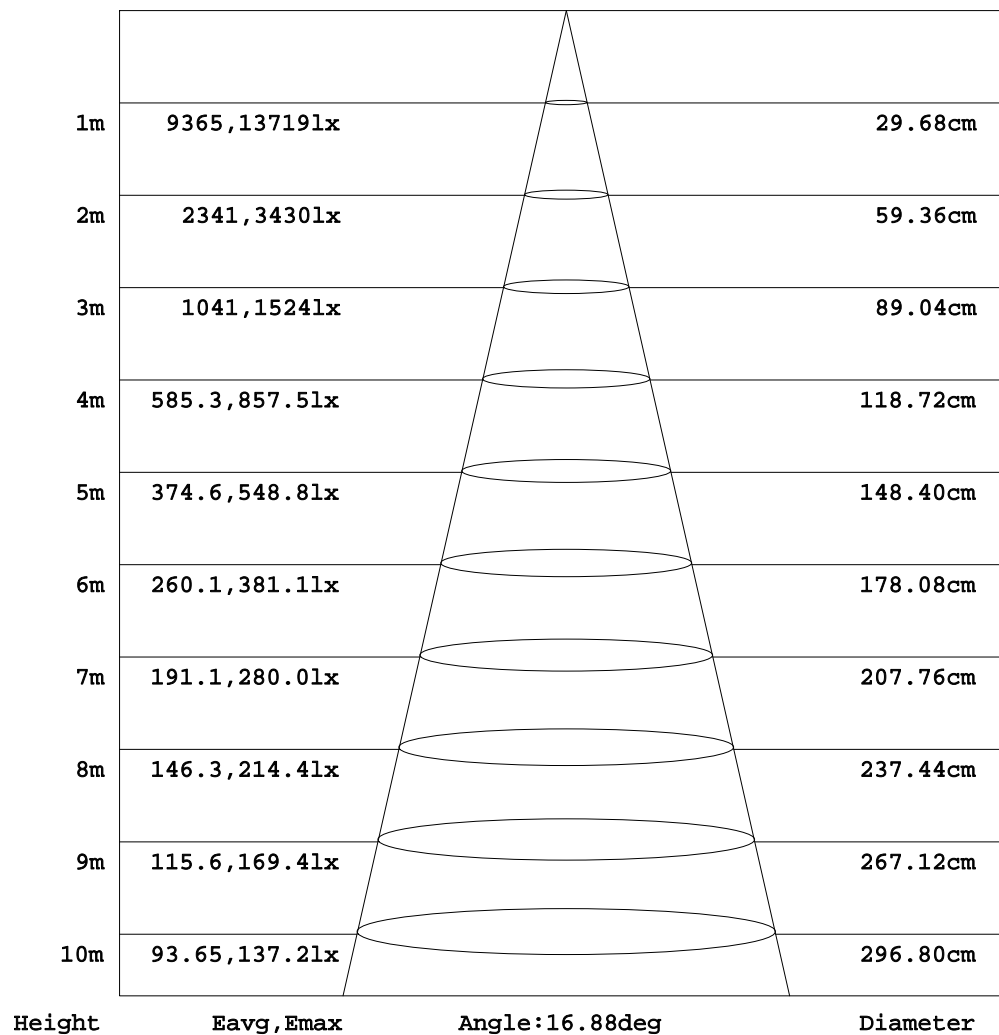 1m 9365,13719lx 29.68cm
2m 2341,3430lx 59.36cm
3m 1041,1524lx 89.04cm
4m 585.3,857.5lx 118.72cm
5m 374.6,548.8lx 148.40cm
6m 260.1,381.1lx 178.08cm
7m 191.1,280.0lx 207.76cm
8m 146.3,214.4lx 237.44cm
9m 115.6,169.4lx 267.12cm
10m 93.65,137.2lx 296.80cm
Height Eavg,Emax Angle:16.88deg Diameter